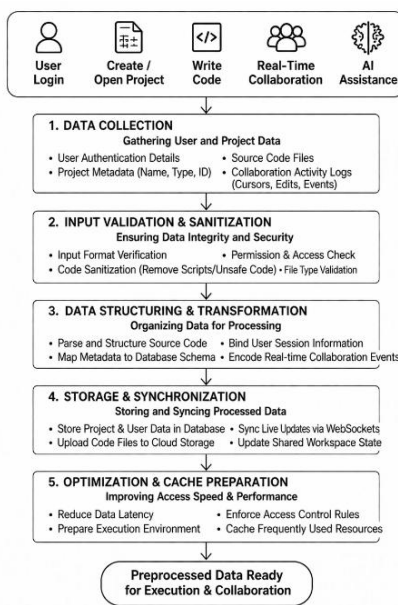 User Login
Create / Open Project
Write Code
Real-Time Collaboration
AI Assistance
1. DATA COLLECTION
Gathering User and Project Data
• User Authentication Details
• Source Code Files
• Project Metadata (Name, Type, ID)
• Collaboration Activity Logs
(Cursors, Edits, Events)
2. INPUT VALIDATION & SANITIZATION
Ensuring Data Integrity and Security
• Input Format Verification
• Permission & Access Check
• Code Sanitization (Remove Scripts/Unsafe Code) • File Type Validation
3. DATA STRUCTURING & TRANSFORMATION
Organizing Data for Processing
• Parse and Structure Source Code
• Bind User Session Information
• Map Metadata to Database Schema
• Encode Real-time Collaboration Events
4. STORAGE & SYNCHRONIZATION
Storing and Syncing Processed Data
• Store Project & User Data in Database
• Sync Live Updates via WebSockets
• Upload Code Files to Cloud Storage
• Update Shared Workspace State
5. OPTIMIZATION & CACHE PREPARATION
Improving Access Speed & Performance
• Reduce Data Latency
• Enforce Access Control Rules
• Prepare Execution Environment
• Cache Frequently Used Resources
Preprocessed Data Ready
for Execution & Collaboration